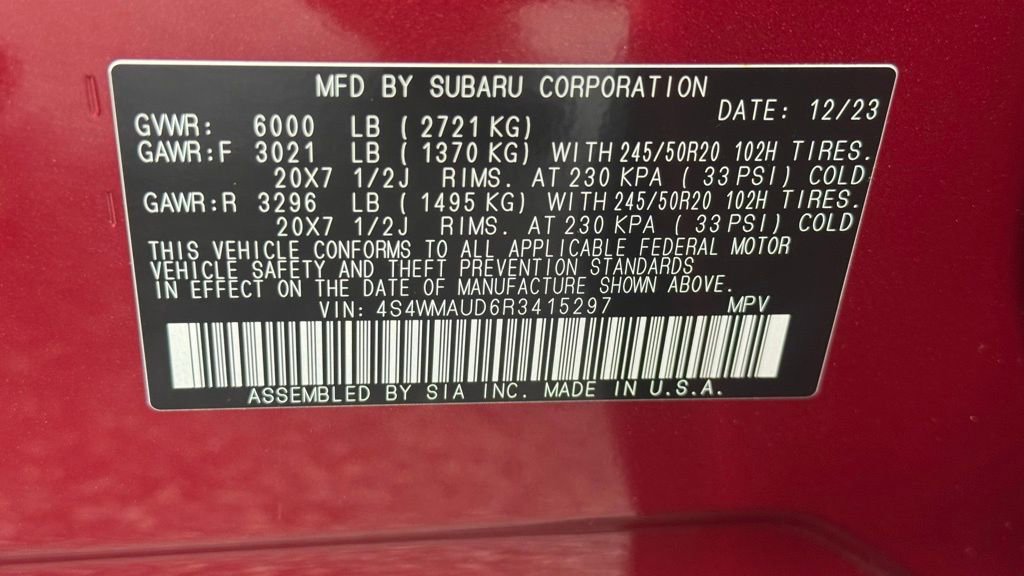 MFD BY SUBARU CORPORATION
DATE: 12/23
GVWR: 6000 LB ( 2721 KG)
GAWR:F 3021 LB ( 1370 KG) WITH 245/50R20 102H TIRES.
20X7 1/2J RIMS. AT 230 KPA ( 33 PSI) COLD
GAWR:R 3296 LB ( 1495 KG) WITH 245/50R20 102H TIRES.
20X7 1/2J RIMS. AT 230 KPA ( 33 PSI) COLD
THIS VEHICLE CONFORMS TO ALL APPLICABLE FEDERAL MOTOR
VEHICLE SAFETY AND THEFT PREVENTION STANDARDS
IN EFFECT ON THE DATE OF MANUFACTURE SHOWN ABOVE.
VIN: 4S4WMAUD6R3415297 MPV
ASSEMBLED BY SIA INC. MADE IN U.S.A.